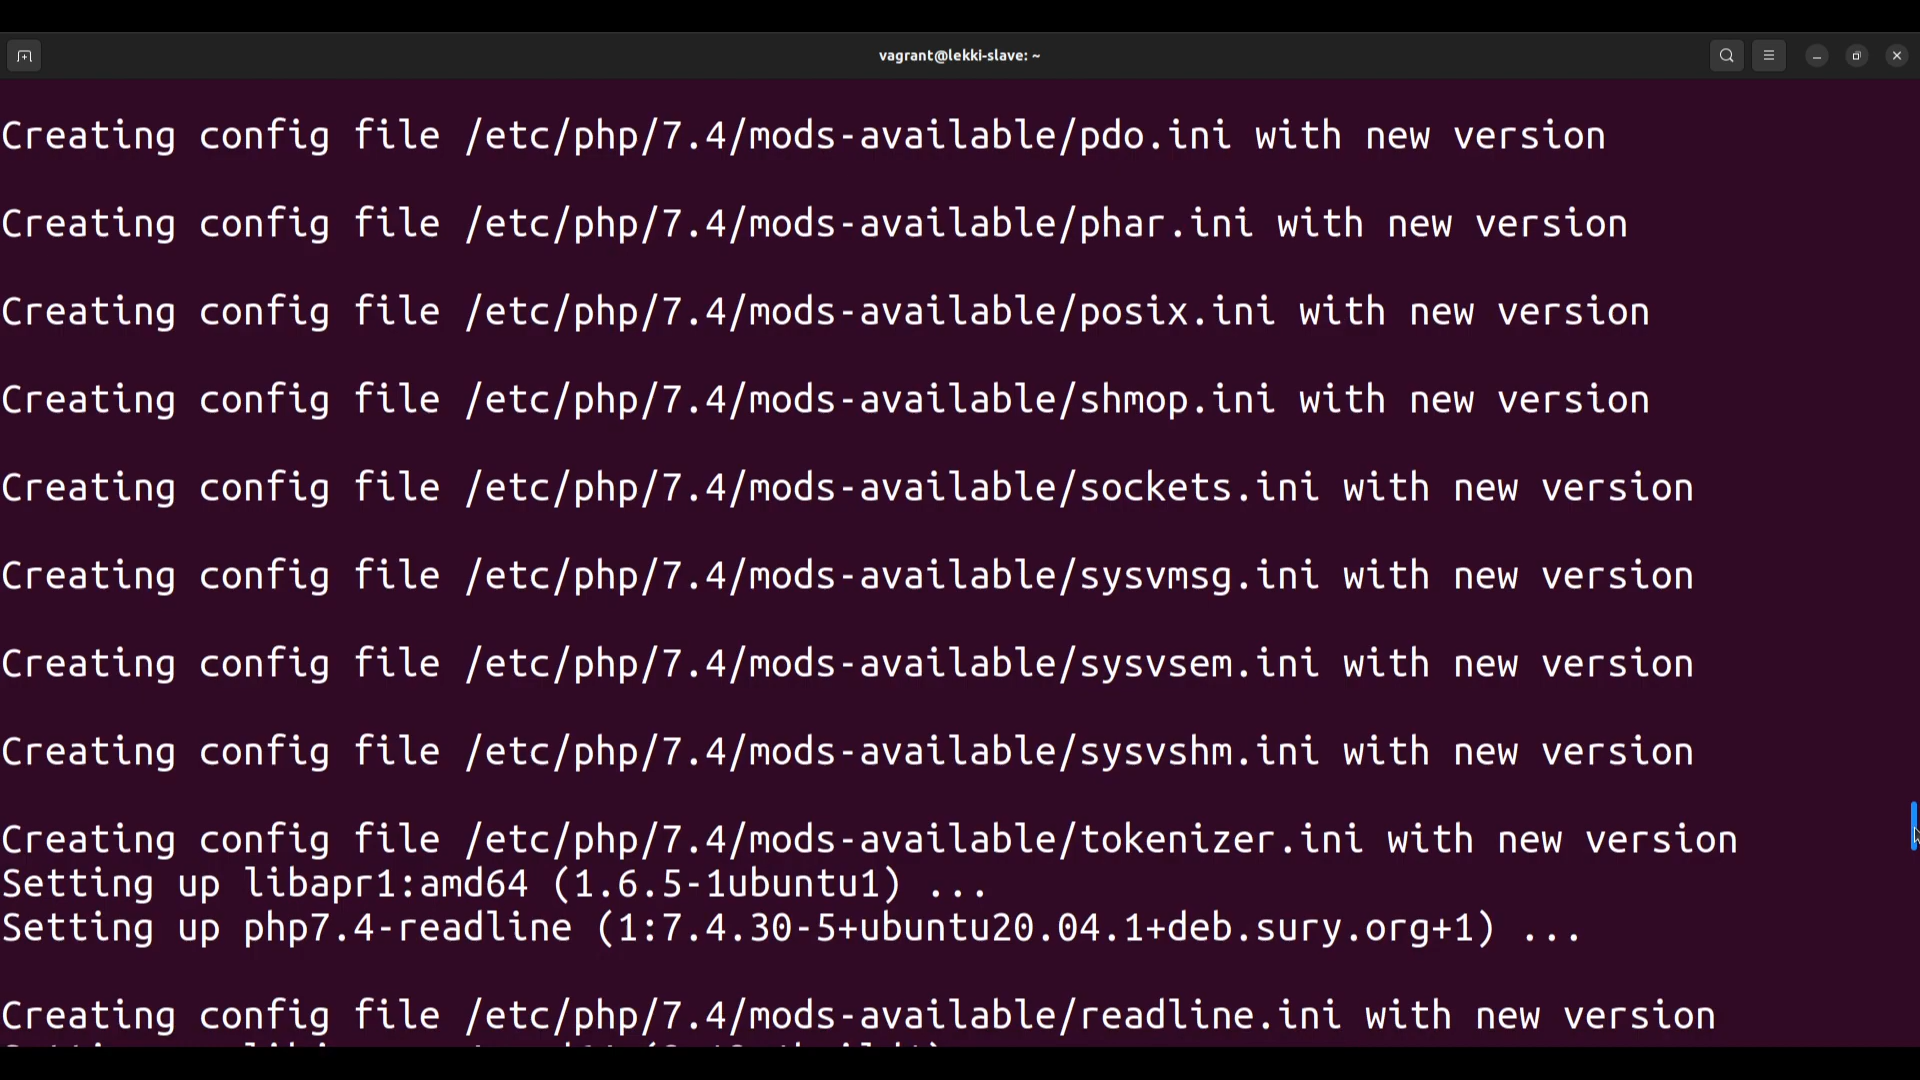 vagrant@lekki-slave: ~
Creating config file /etc/php/7.4/mods-available/pdo.ini with new version
Creating config file /etc/php/7.4/mods-available/phar.ini with new version
Creating config file /etc/php/7.4/mods-available/posix.ini with new version
Creating config file /etc/php/7.4/mods-available/shmop.ini with new version
Creating config file /etc/php/7.4/mods-available/sockets.ini with new version
Creating config file /etc/php/7.4/mods-available/sysvmsg.ini with new version
Creating config file /etc/php/7.4/mods-available/sysvsem.ini with new version
Creating config file /etc/php/7.4/mods-available/sysvshm.ini with new version
Creating config file /etc/php/7.4/mods-available/tokenizer.ini with new version
Setting up libapr1:amd64 (1.6.5-1ubuntu1) ...
Setting up php7.4-readline (1:7.4.30-5+ubuntu20.04.1+deb.sury.org+1) ...
Creating config file /etc/php/7.4/mods-available/readline.ini with new version